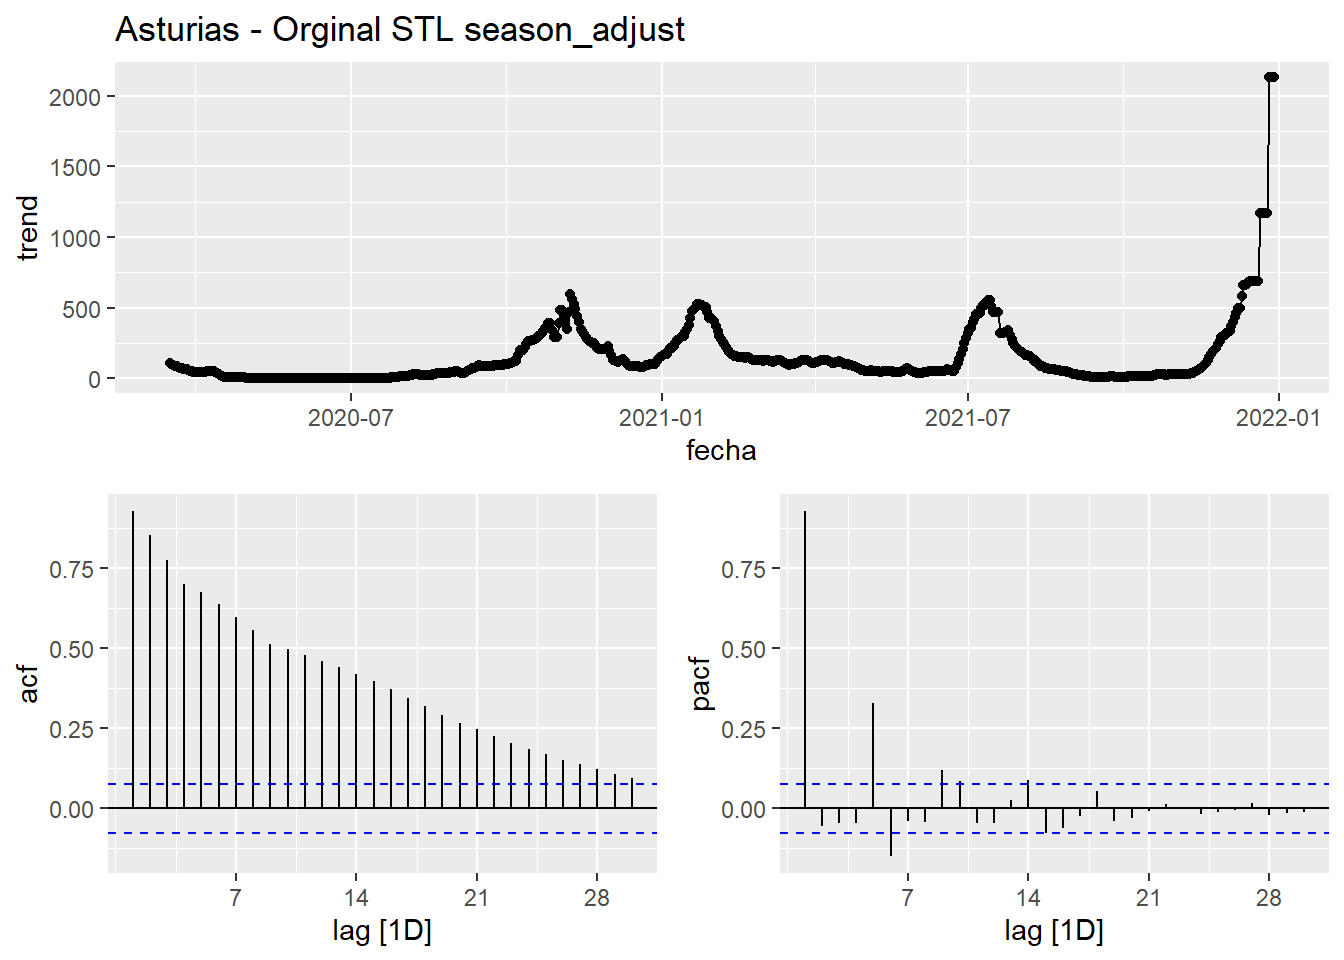 Asturias - Orginal STL season_adjust
2000
1500
1000
500
0
trend
2020-07 2021-01 2021-07 2022-01
fecha
0.75
0.50
0.25
0.00
acf
7 14 21 28
lag [1D]
0.75
0.50
0.25
0.00
pacf
7 14 21 28
lag [1D]